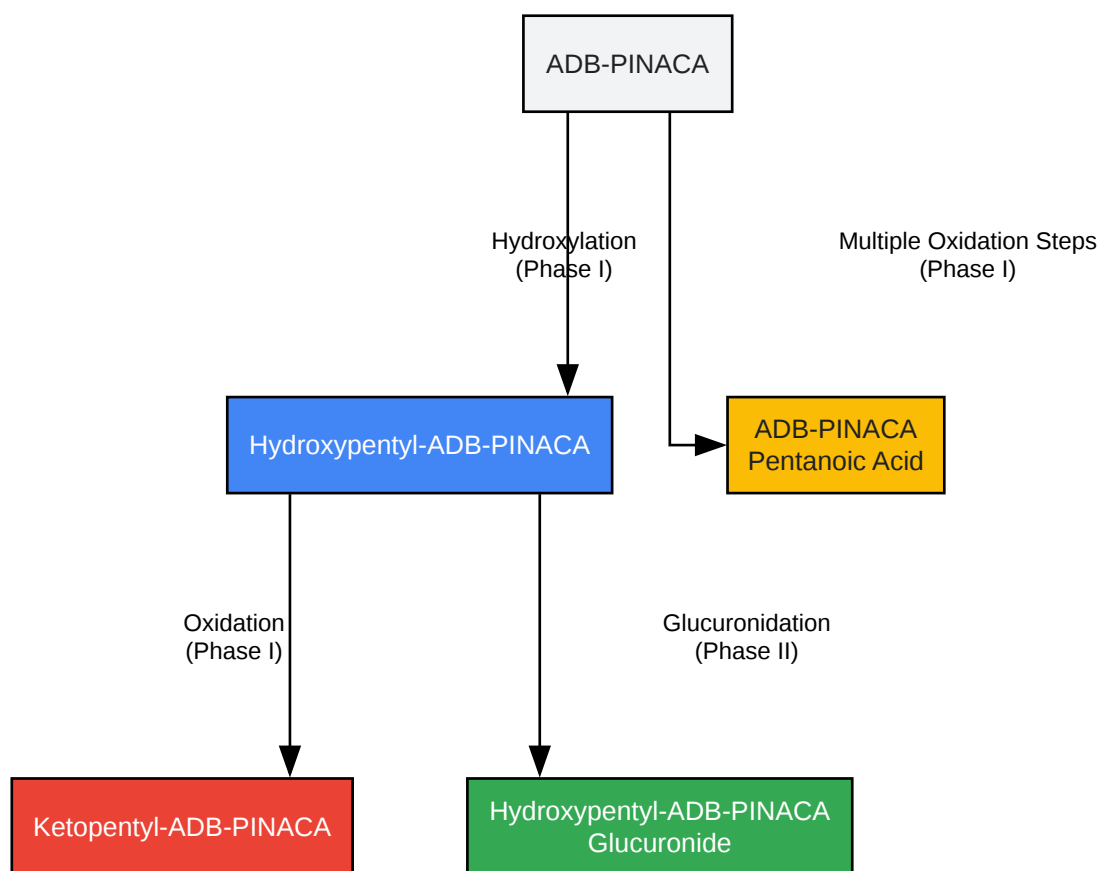 ADB-PINACA
Hydroxylation
(Phase I)
Multiple Oxidation Steps
(Phase I)
Hydroxypentyl-ADB-PINACA
ADB-PINACA
Pentanoic Acid
Oxidation
(Phase I)
Glucuronidation
(Phase II)
Ketopentyl-ADB-PINACA
Hydroxypentyl-ADB-PINACA
Glucuronide